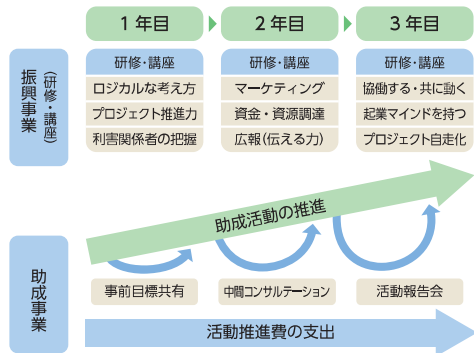 1年目
2年目
3年目
振興事業
(研修・講座)
研修・講座
ロジカルな考え方
プロジェクト推進力
利害関係者の把握
研修・講座
マーケティング
資金・資源調達
広報(伝える力)
研修・講座
協働する・共に動く
起業マインドを持つ
プロジェクト自走化
助成事業
助成活動の推進
事前目標共有
中間コンサルテーション
活動報告会
活動推進費の支出